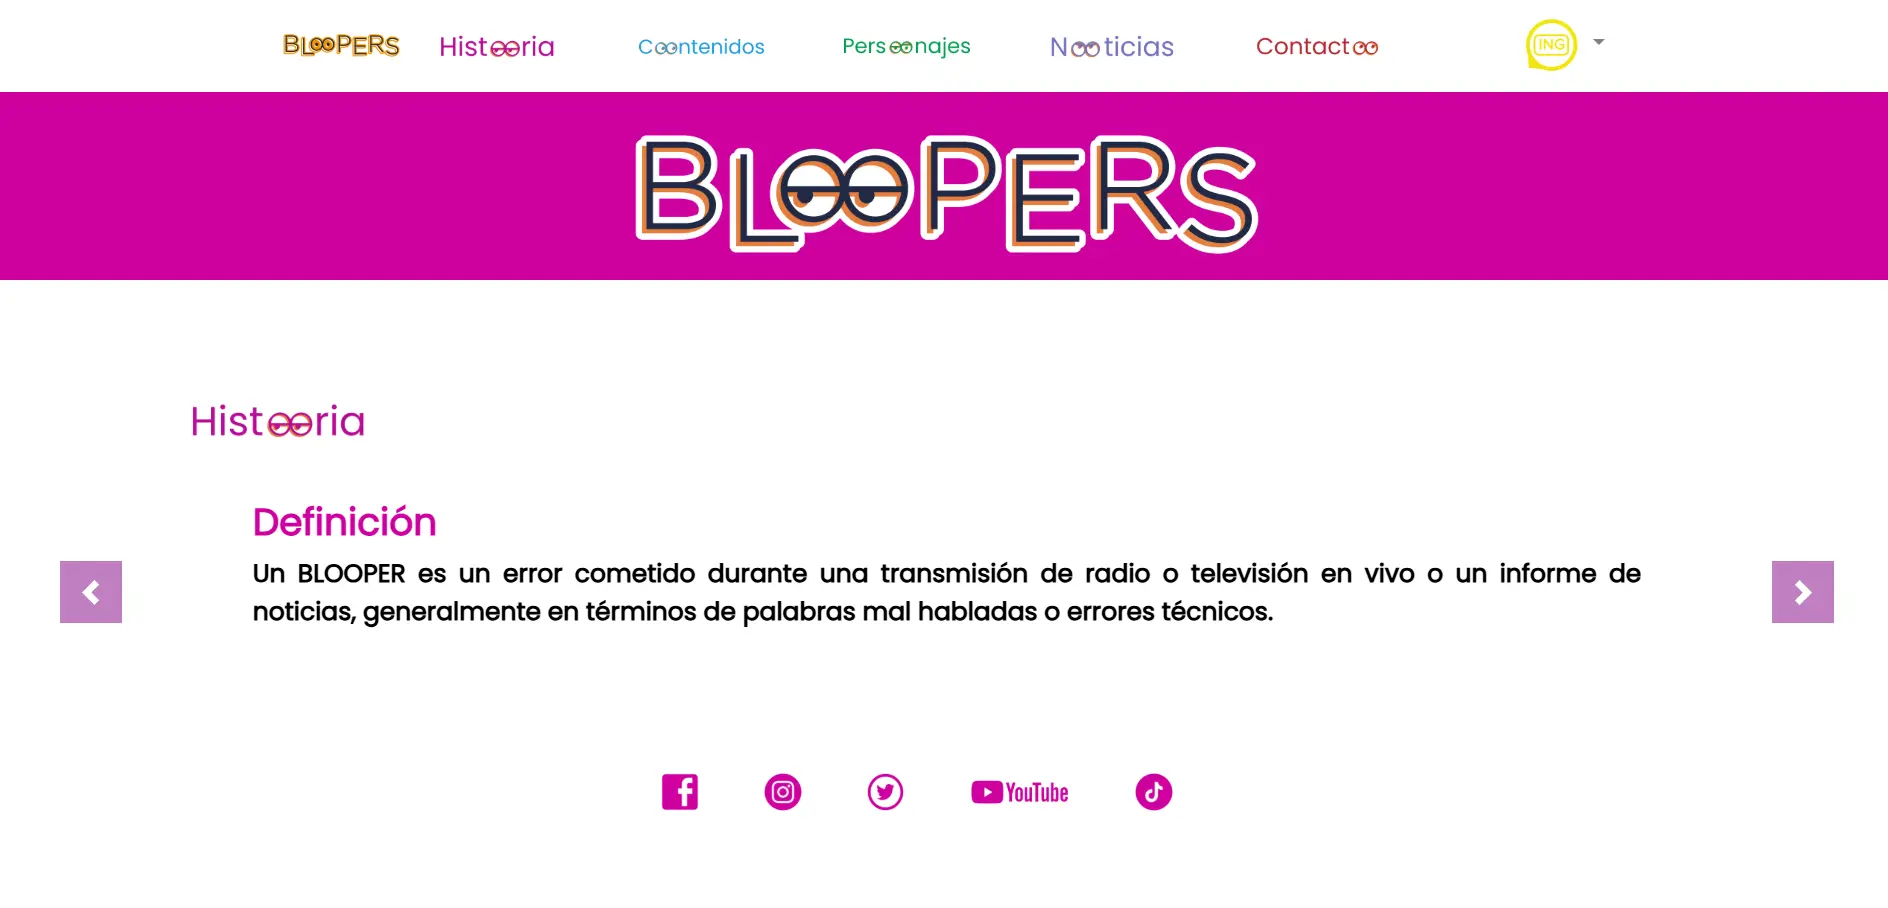 BLOOPERS Histooria Coontenidos Persoonajes Nooticias Contactoo ING
BLOOPERS
Histooria
Definición
Un BLOOPER es un error cometido durante una transmisión de radio o televisión en vivo o un informe de
noticias, generalmente en términos de palabras mal habladas o errores técnicos.
YouTube